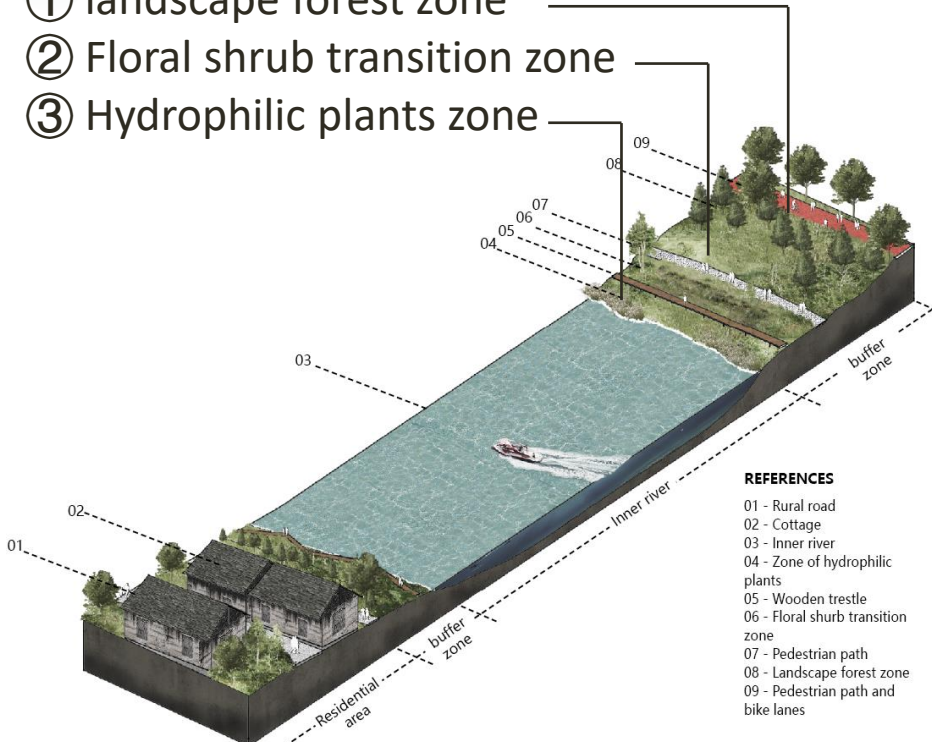 ① landscape forest zone
② Floral shrub transition zone
③ Hydrophilic plants zone
09
08
07
06
05
04
03
02
01
buffer
zone
Inner river
buffer
zone
Residential
area
REFERENCES
01 - Rural road
02 - Cottage
03 - Inner river
04 - Zone of hydrophilic
plants
05 - Wooden trestle
06 - Floral shurb transition
zone
07 - Pedestrian path
08 - Landscape forest zone
09 - Pedestrian path and
bike lanes